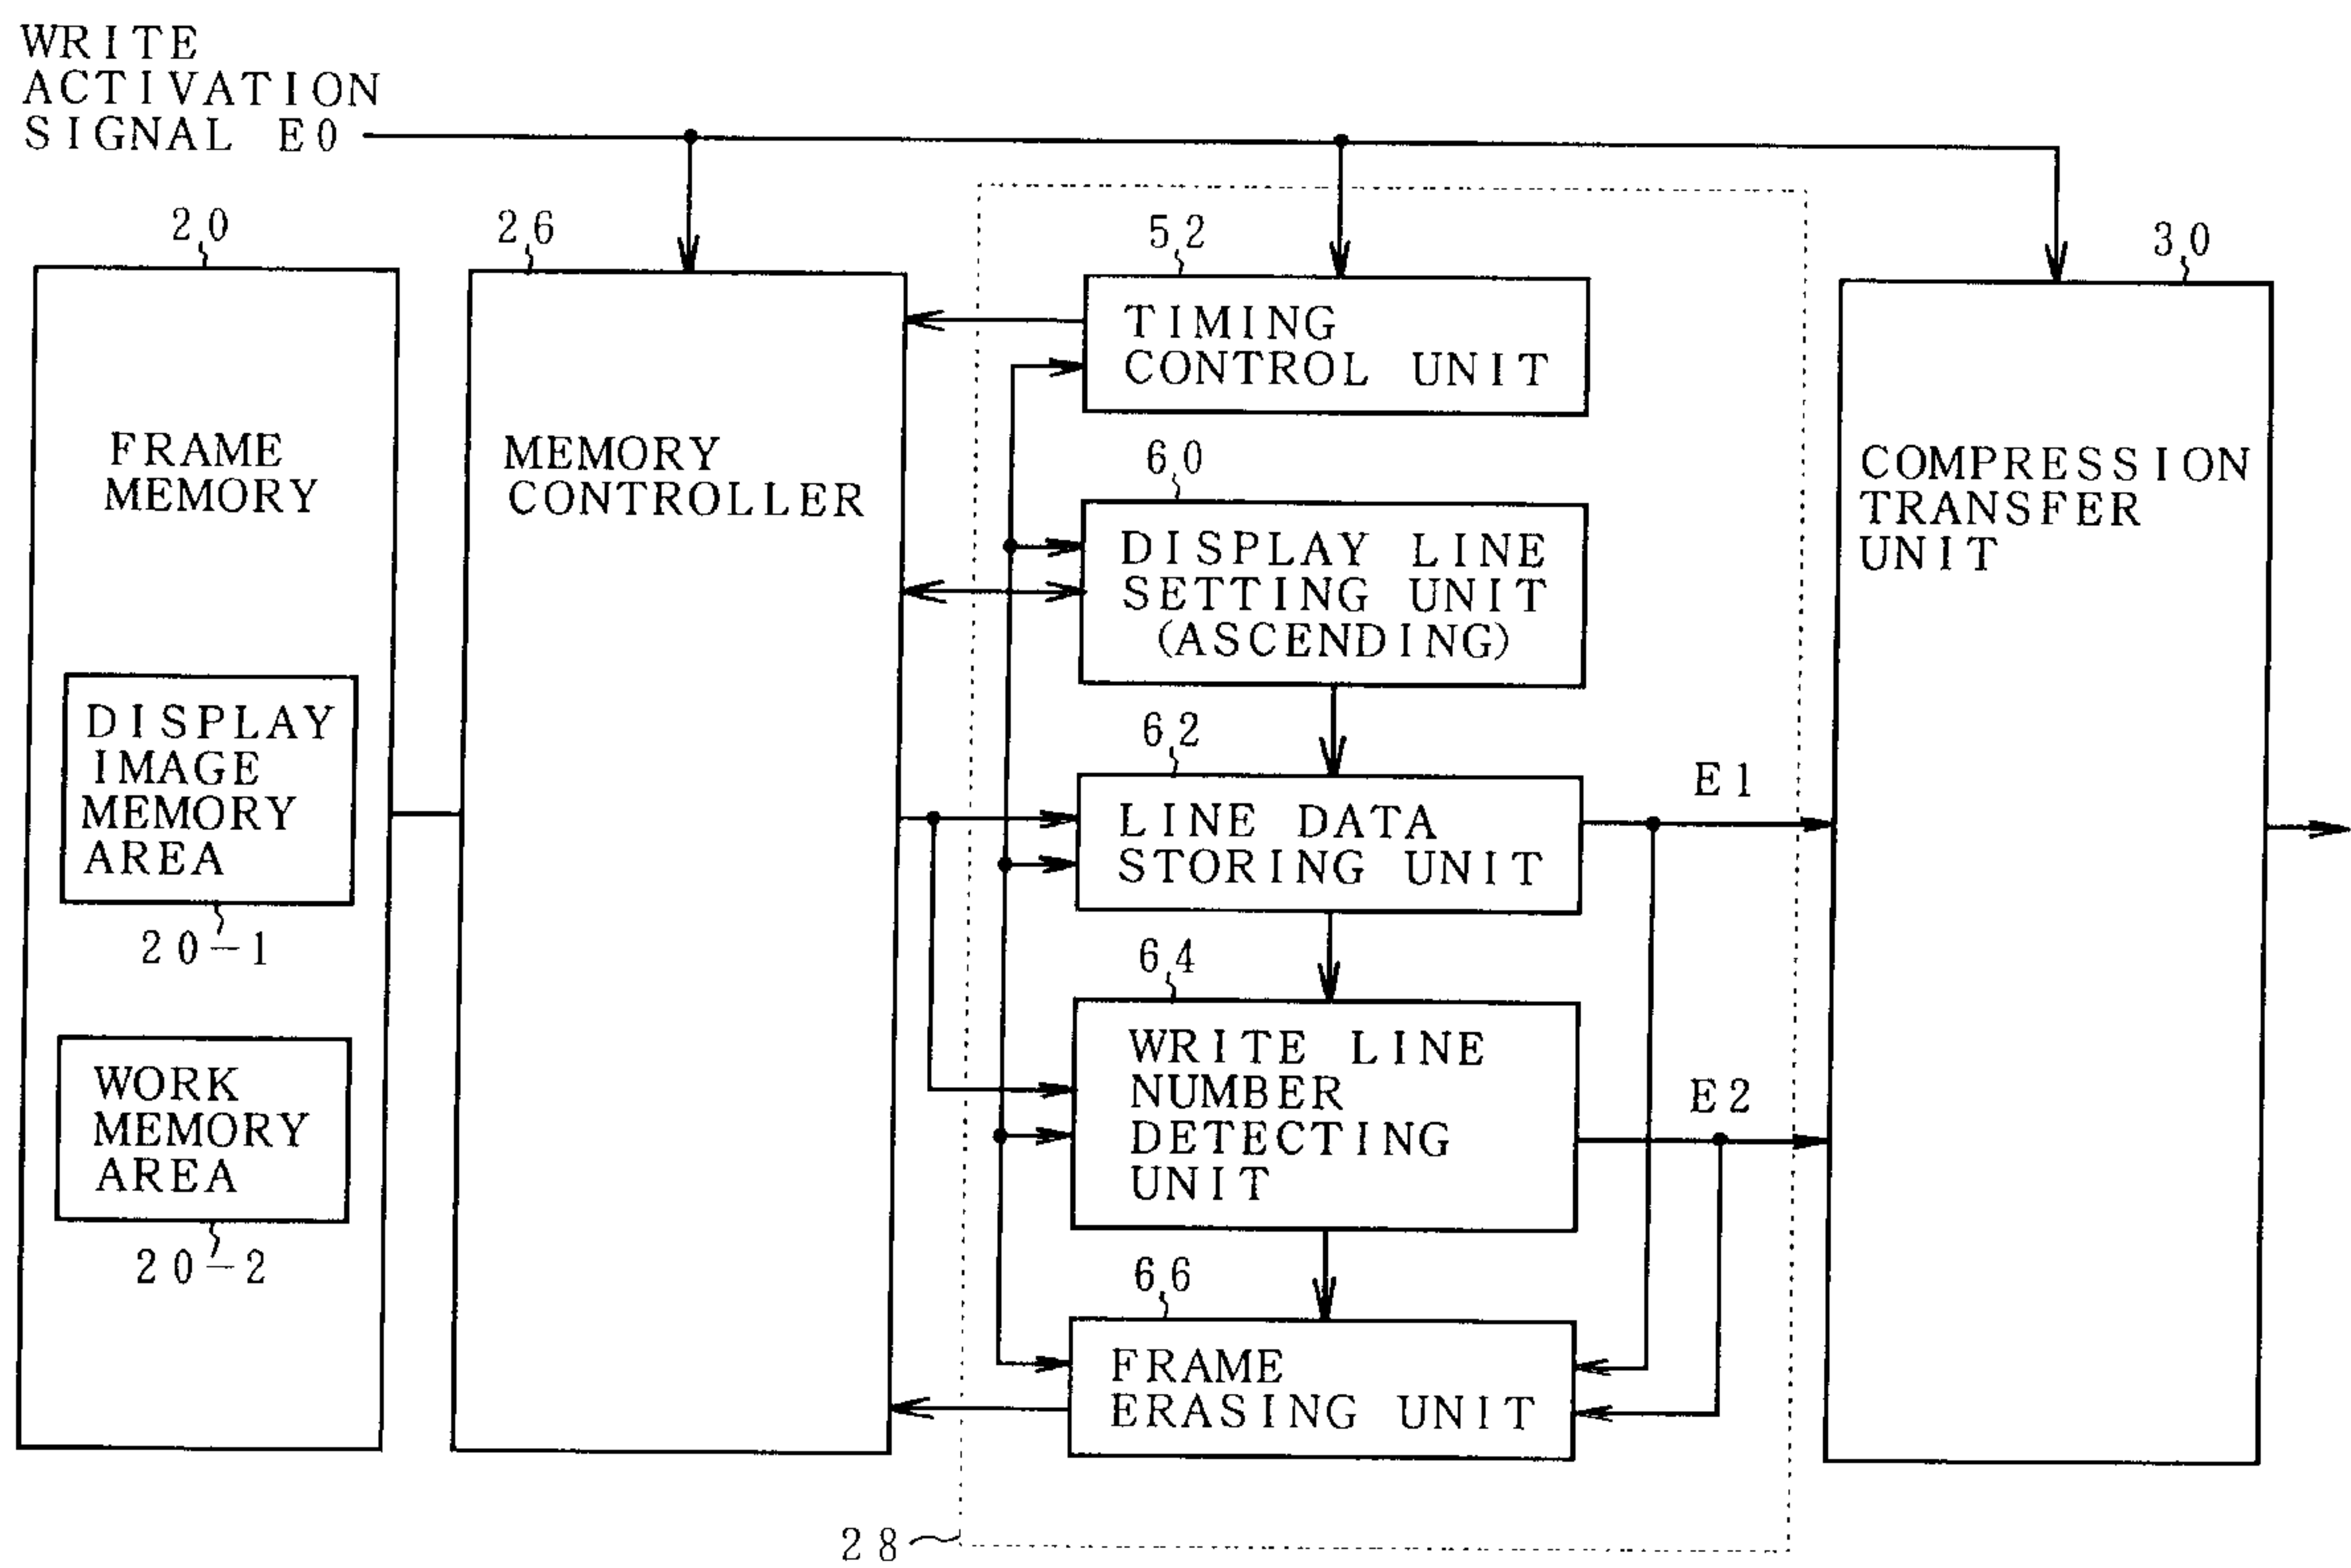 WRITE
ACTIVATION
SIGNAL E0
20
26
52
30
TIMING
CONTROL UNIT
FRAME
MEMORY
MEMORY
CONTROLLER
60
COMPRESSION
TRANSFER
UNIT
DISPLAY LINE
SETTING UNIT
(ASCENDING)
DISPLAY
IMAGE
MEMORY
AREA
20-1
62
LINE DATA
STORING UNIT
E1
64
WORK
MEMORY
AREA
20-2
WRITE LINE
NUMBER
DETECTING
UNIT
E2
66
FRAME
ERASING UNIT
28